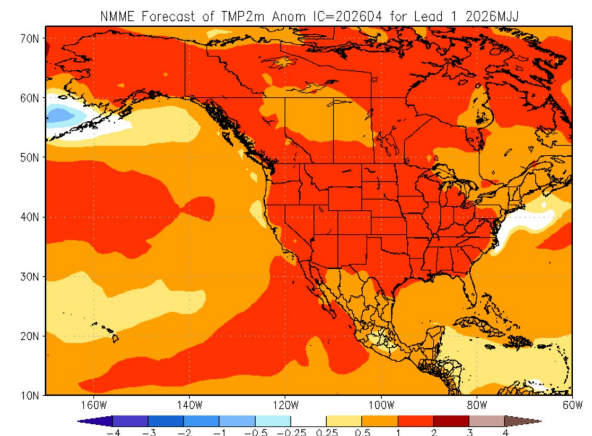 NMME Forecast of TMP2m Anom IC=202604 for Lead 1 2026MJJ
70N
60N
50N
40N
30N
20N
10N
160W 140W 120W 100W 80W 60W
-4 -3 -2 -1 -0.5 -0.25 0.25 0.5 1 2 3 4